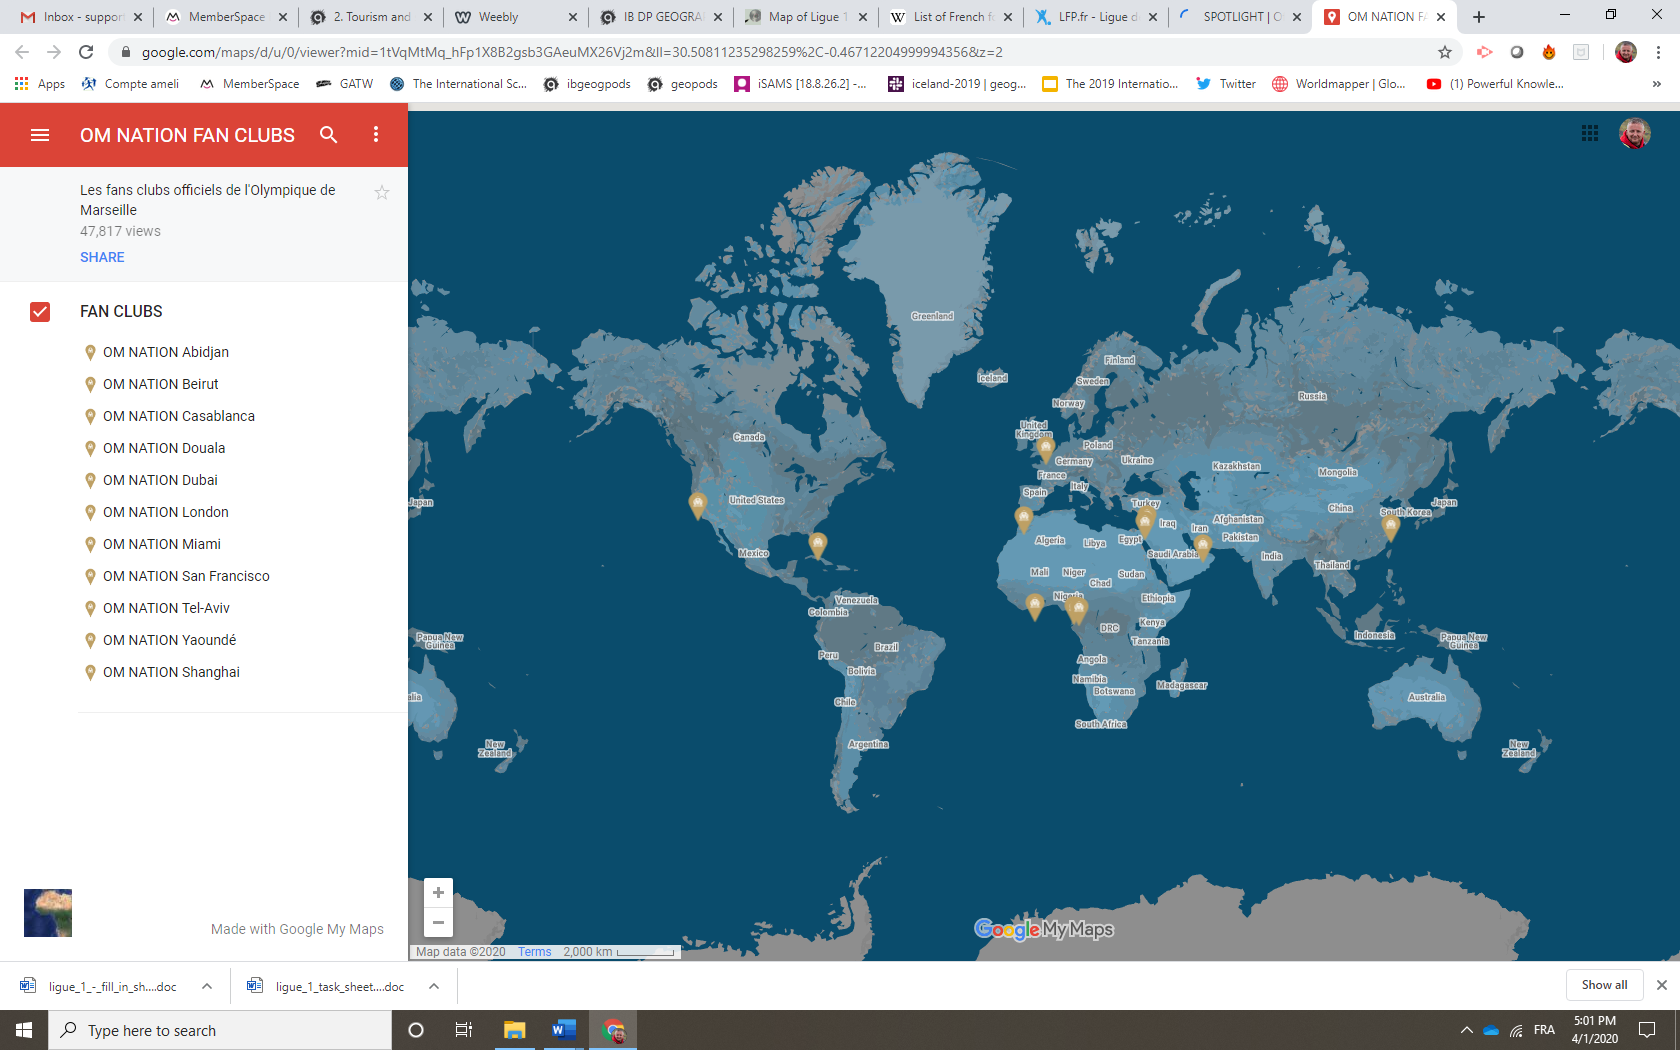 Inbox - suppor
MemberSpace
2. Tourism and
Weebly
IB DP GEOGRA
Map of Ligue 1
List of French f
LFP.fr - Ligue d
SPOTLIGHT | O
OM NATION FA
google.com/maps/d/u/0/viewer?mid=1tVqMtMq_hFp1X8B2gsb3GAeuMX26Vj2m&ll=30.50811235298259%2C-0.46712204999994356&z=2
Apps
Compte ameli
MemberSpace
GATW
The International Sc...
ibgeogpods
geopods
iSAMS [18.8.26.2] -...
iceland-2019 | geog...
The 2019 Internatio...
Twitter
Worldmapper | Glo...
(1) Powerful Knowle...
»
OM NATION FAN CLUBS
Les fans clubs officiels de l'Olympique de
Marseille
47,817 views
SHARE
FAN CLUBS
OM NATION Abidjan
OM NATION Beirut
OM NATION Casablanca
OM NATION Douala
OM NATION Dubai
OM NATION London
OM NATION Miami
OM NATION San Francisco
OM NATION Tel-Aviv
OM NATION Yaoundé
OM NATION Shanghai
Made with Google My Maps
Greenland
Iceland
Finland
Sweden
Norway
Russia
United
Kingdom
Canada
Poland
Germany
Ukraine
Kazakhstan
Mongolia
France
Italy
Spain
United States
Turkey
Japan
Japan
China
South Korea
Iraq
Iran
Afghanistan
Pakistan
Algeria
Libya
Egypt
Saudi Arabia
India
Mexico
Thailand
Mali
Niger
Chad
Sudan
Nigeria
Ethiopia
Venezuela
Colombia
DRC
Kenya
Tanzania
Indonesia
Papua New
Guinea
Papua New
Guinea
Brazil
Peru
Bolivia
Angola
Namibia
Botswana
Madagascar
Chile
South Africa
alia
Australia
Argentina
New
Zealand
New
Zealand
Google My Maps
Map data ©2020 Terms 2,000 km
ligue_1_-_fill_in_sh....doc
ligue_1_task_sheet....doc
Show all
Type here to search
FRA
5:01 PM
4/1/2020